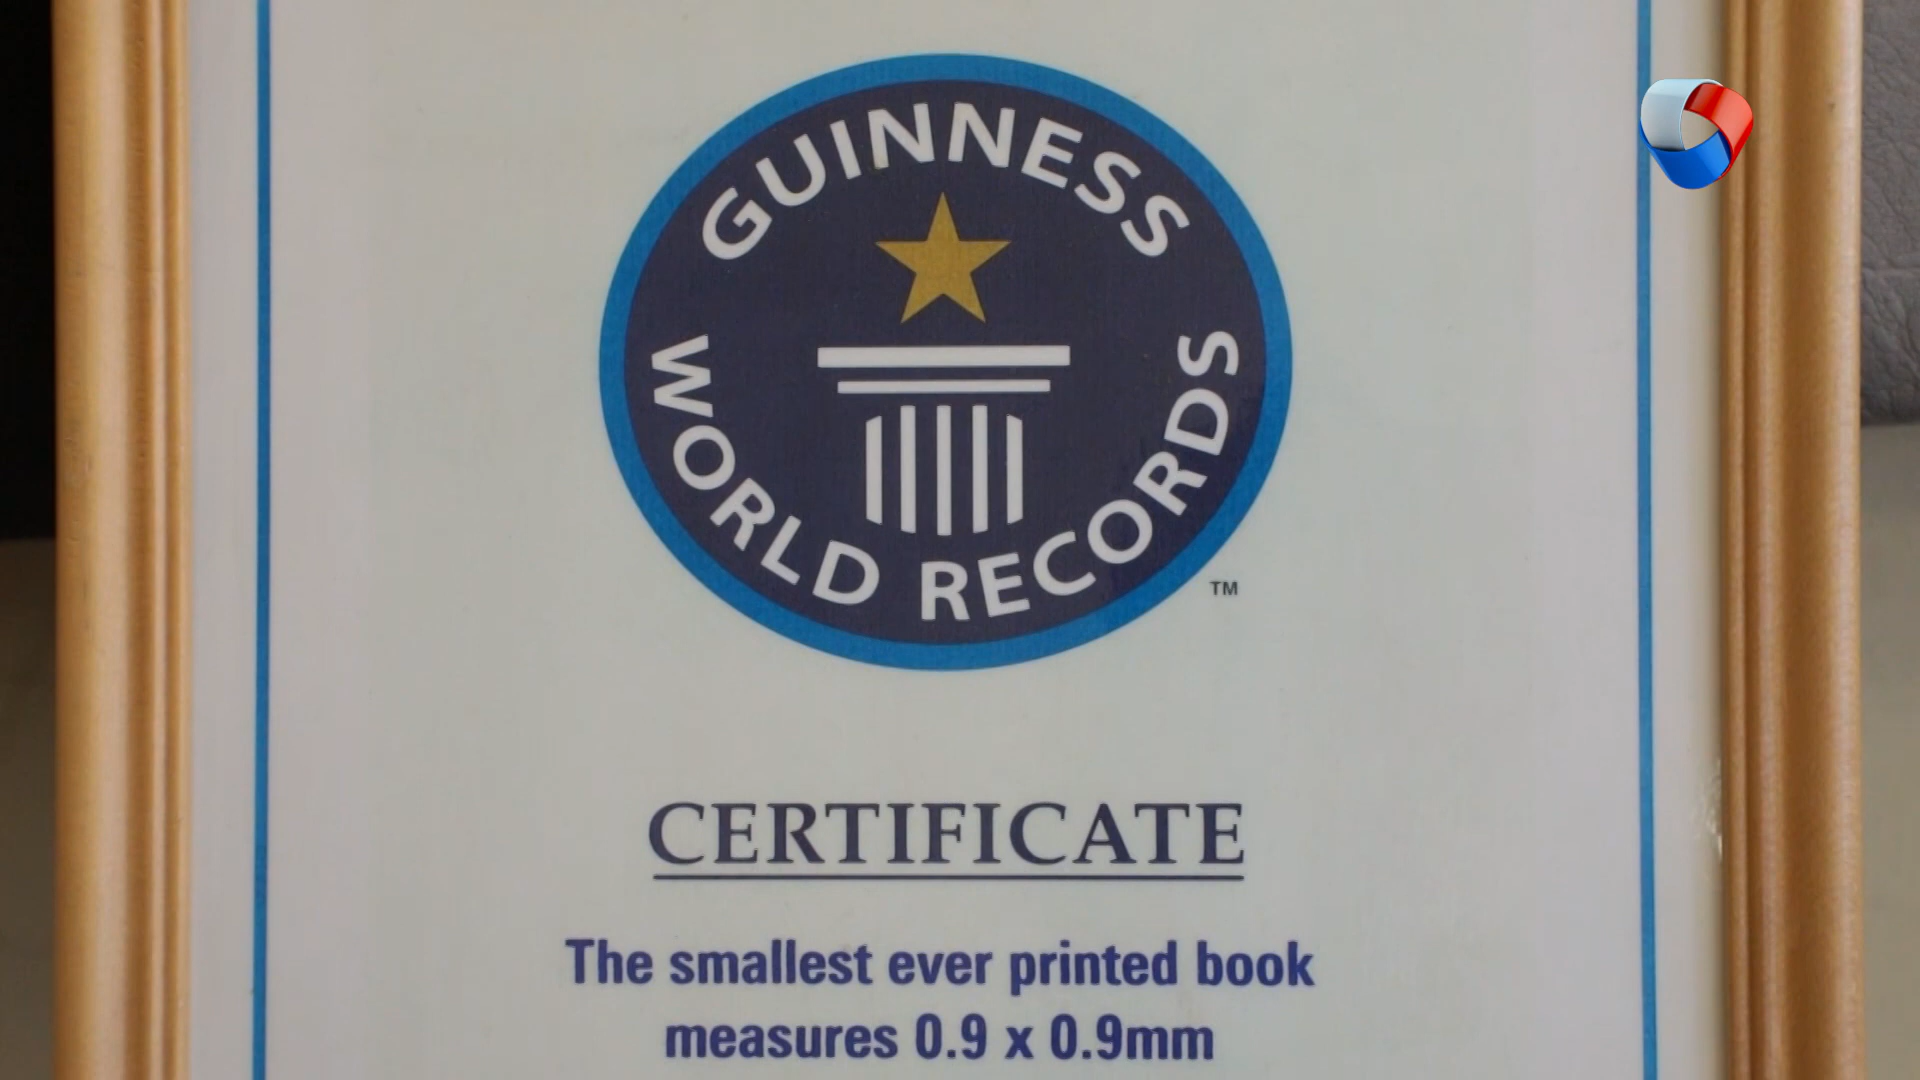 GUINNESS
WORLD RECORDS
TM
CERTIFICATE
The smallest ever printed book
measures 0.9 x 0.9mm